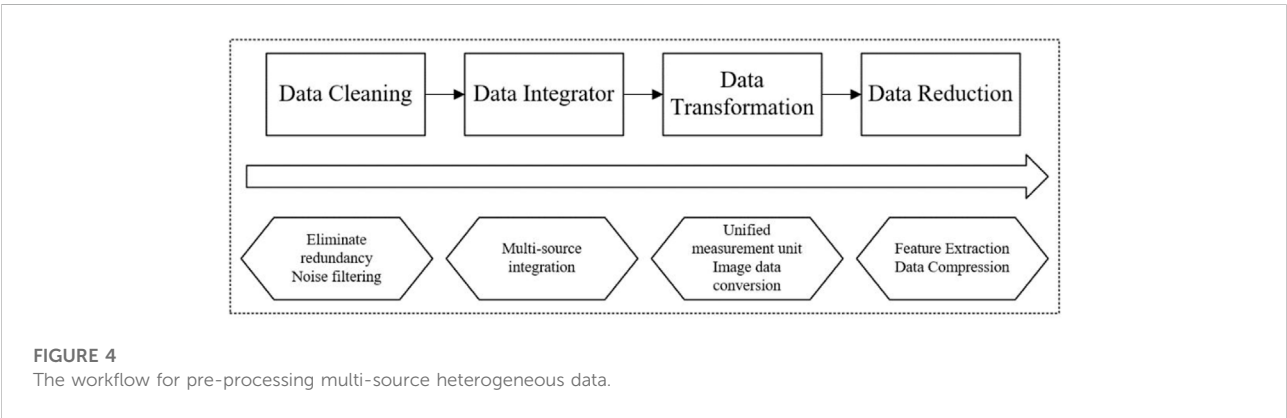 Data Cleaning
Data Integrator
Data
Transformation
Data Reduction
Eliminate
redundancy
Noise filtering
Multi-source
integration
Unified
measurement unit
Image data
conversion
Feature Extraction
Data Compression
FIGURE 4
The workflow for pre-processing multi-source heterogeneous data.